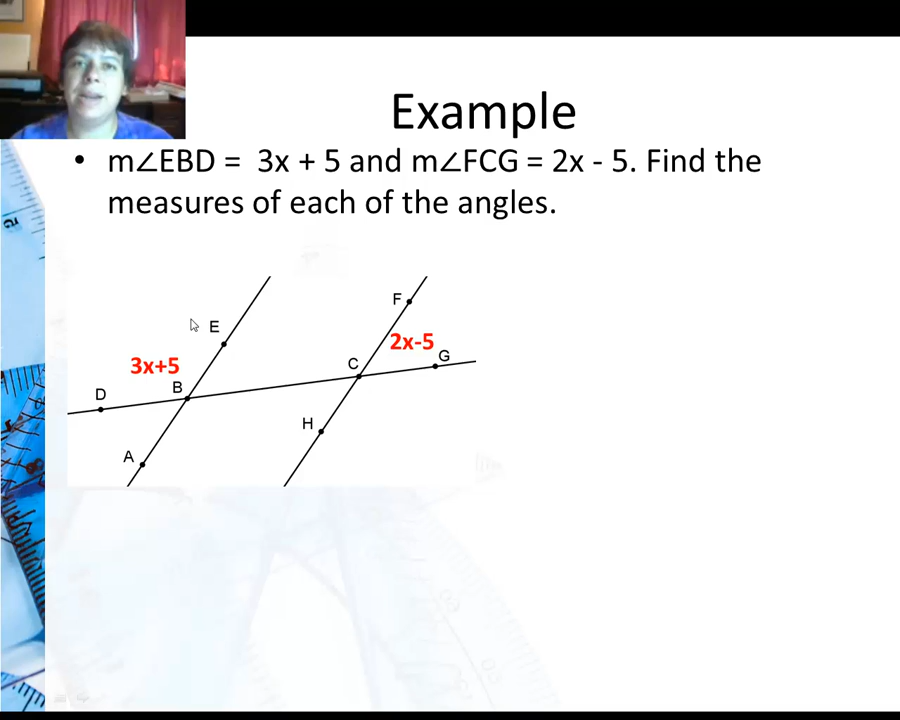 Example
• m∠EBD =  3x + 5 and m∠FCG = 2x - 5. Find the
measures of each of the angles.
F
E
2x-5
G
C
3x+5
B
D
H
A